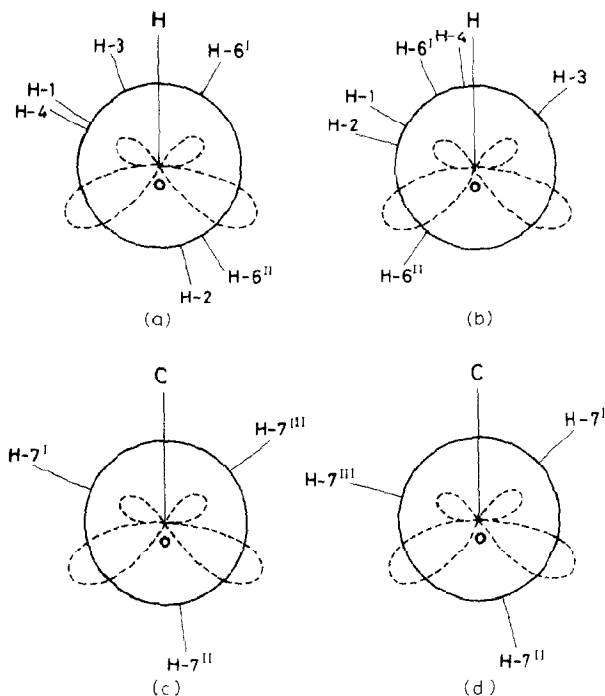 H
H-3
H-6I
H-1
H-4
O
H-6II
H-2
(a)
H
H-4
H-6I
H-3
H-1
H-2
O
H-6II
(b)
C
H-7III
H-7I
O
H-7II
(c)
C
H-7I
H-7III
O
H-7II
(d)